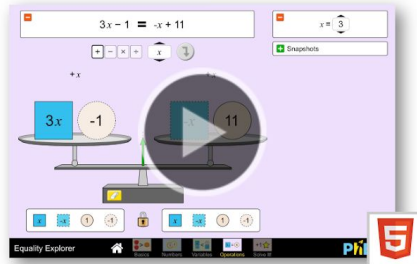 3x − 1 = -x + 11
x = 3
+ − × ÷ x
Snapshots
+x +x
3x -1 -x 11
x -x 1 -1 x -x 1 -1
Equality Explorer
Basics Numbers Variables Operations Solve It!
5